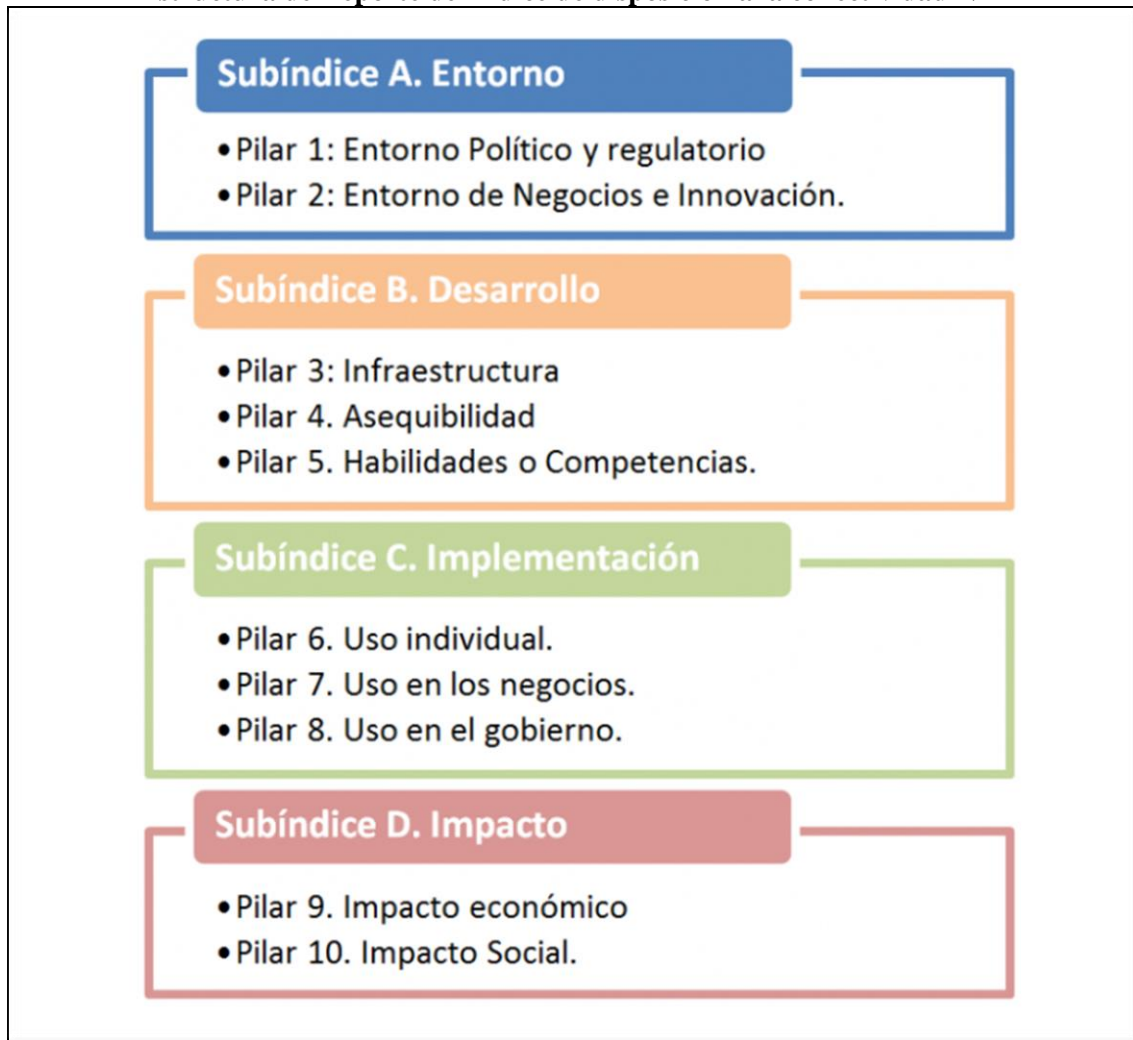 Subíndice A. Entorno
•Pilar 1: Entorno Político y regulatorio
•Pilar 2: Entorno de Negocios e Innovación.
Subíndice B. Desarrollo
•Pilar 3: Infraestructura
•Pilar 4. Asequibilidad
•Pilar 5. Habilidades o Competencias.
Subíndice C. Implementación
•Pilar 6. Uso individual.
•Pilar 7. Uso en los negocios.
•Pilar 8. Uso en el gobierno.
Subíndice D. Impacto
•Pilar 9. Impacto económico
•Pilar 10. Impacto Social.